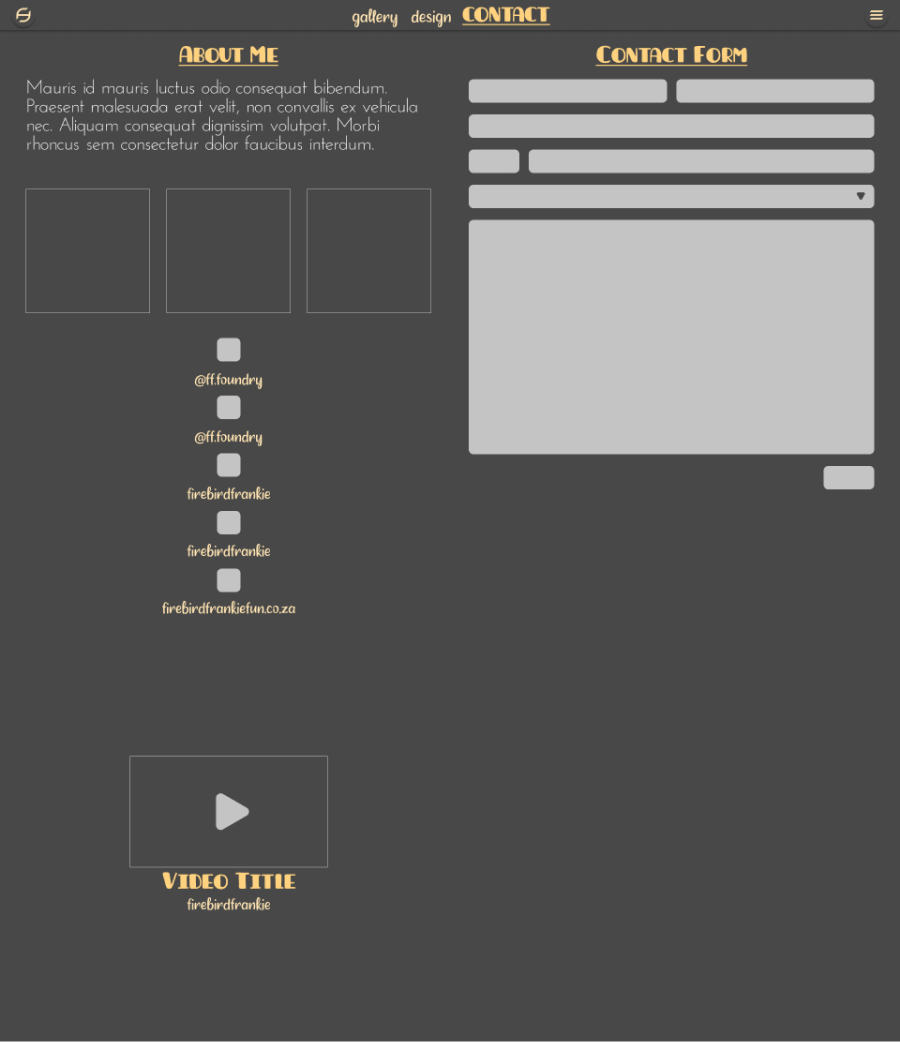 gallery design CONTACT
About Me
Mauris id mauris luctus odio consequat bibendum.
Praesent malesuada erat velit, non convallis ex vehicula
nec. Aliquam consequat dignissim volutpat. Morbi
rhoncus sem consectetur dolor faucibus interdum.
@ff.foundry
@ff.foundry
firebirdfrankie
firebirdfrankie
firebirdfrankiefun.co.za
Video Title
firebirdfrankie
Contact Form